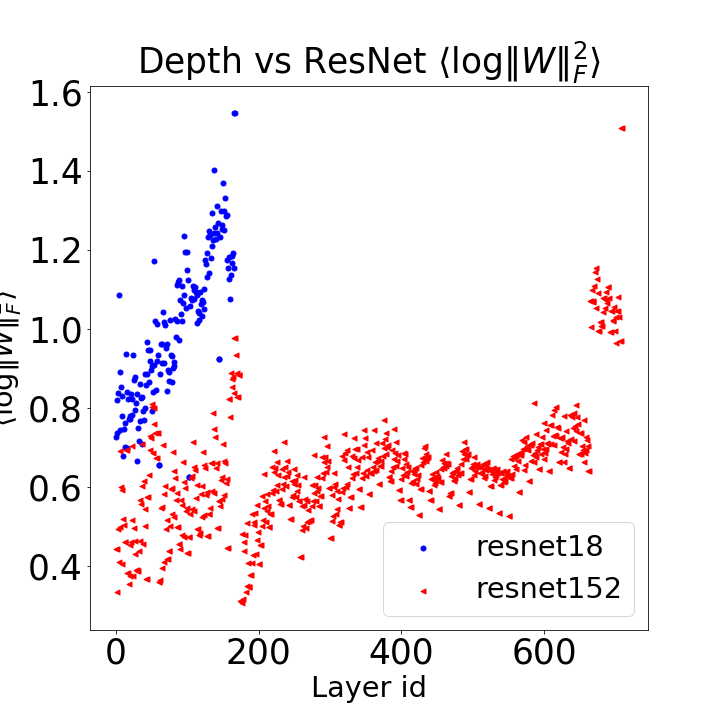 Depth vs ResNet ⟨log‖W‖²_F⟩
1.6
1.4
1.2
1.0
0.8
0.6
0.4
⟨log‖W‖²_F⟩
0 200 400 600
Layer id
resnet18
resnet152